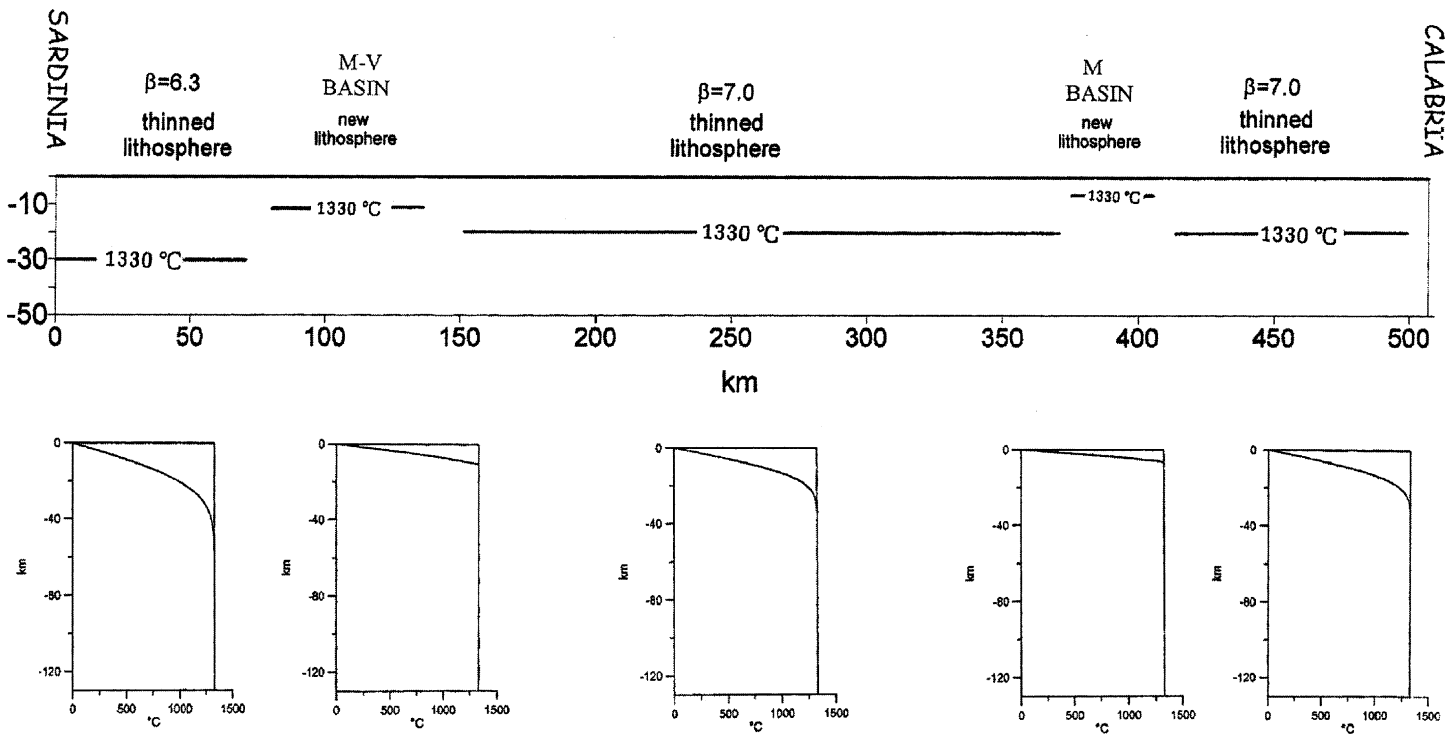 SARDINIA
β=6.3
thinned
lithosphere
M-V
BASIN
new
lithosphere
β=7.0
thinned
lithosphere
M
BASIN
new
lithosphere
β=7.0
thinned
lithosphere
CALABRÏA
-10
-30
-50
1330 °C
1330 °C
1330 °C
1330 °C
1330 °C
0
50
100
150
200
250
300
350
400
450
500
km
0
-40
-80
-120
km
0
500
1000
1500
°C
0
-40
-80
-120
km
0
500
1000
1500
°C
0
-40
-80
-120
km
0
500
1000
1500
°C
0
-40
-80
-120
km
0
500
1000
1500
°C
0
-40
-80
-120
km
0
500
1000
1500
°C